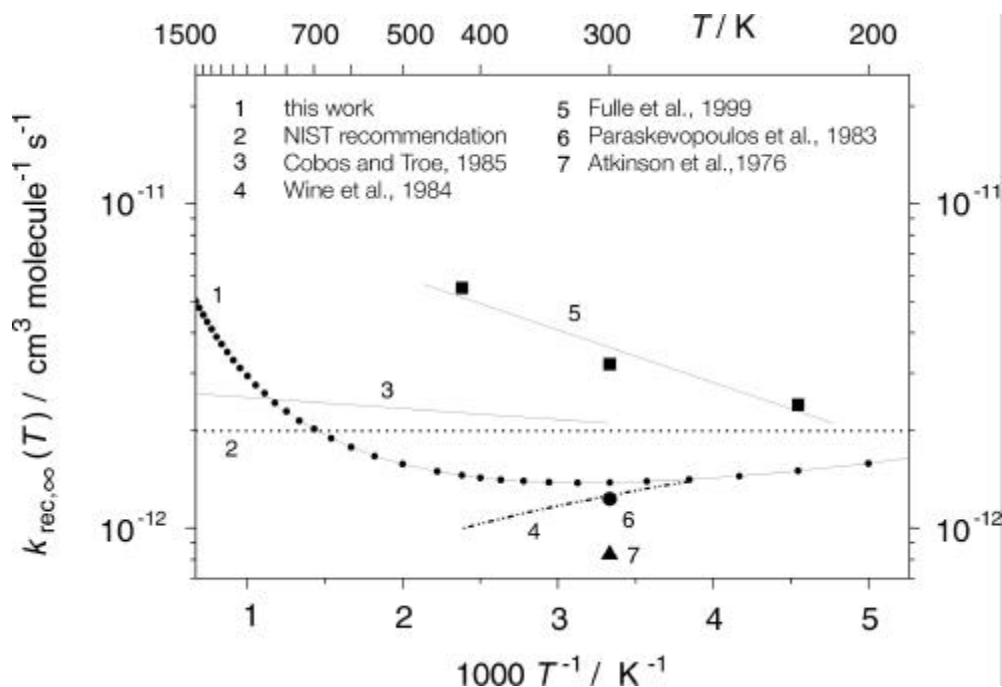 1500 700 500 400 300 T / K 200
1 this work
2 NIST recommendation
3 Cobos and Troe, 1985
4 Wine et al., 1984
5 Fulle et al., 1999
6 Paraskevopoulos et al., 1983
7 Atkinson et al.,1976
10⁻¹¹ 10⁻¹¹
1
5
3
2
4
6
7
10⁻¹² 10⁻¹²
k rec,∞ (T) / cm³ molecule⁻¹ s⁻¹
1 2 3 4 5
1000 T⁻¹ / K⁻¹